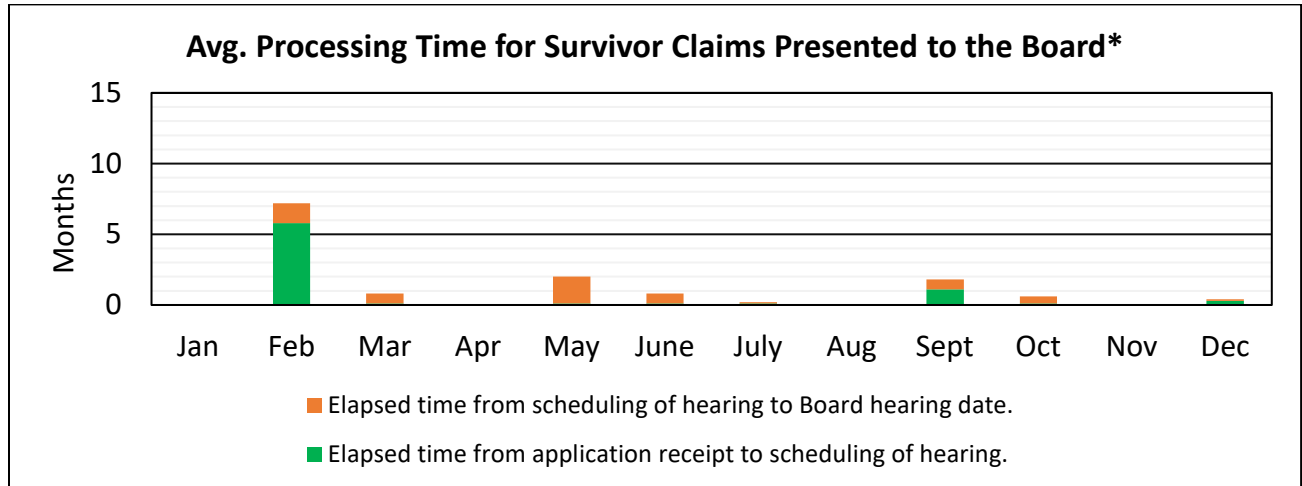 Avg. Processing Time for Survivor Claims Presented to the Board*
15
10
5
0
Months
Jan Feb Mar Apr May June July Aug Sept Oct Nov Dec
Elapsed time from scheduling of hearing to Board hearing date.
Elapsed time from application receipt to scheduling of hearing.